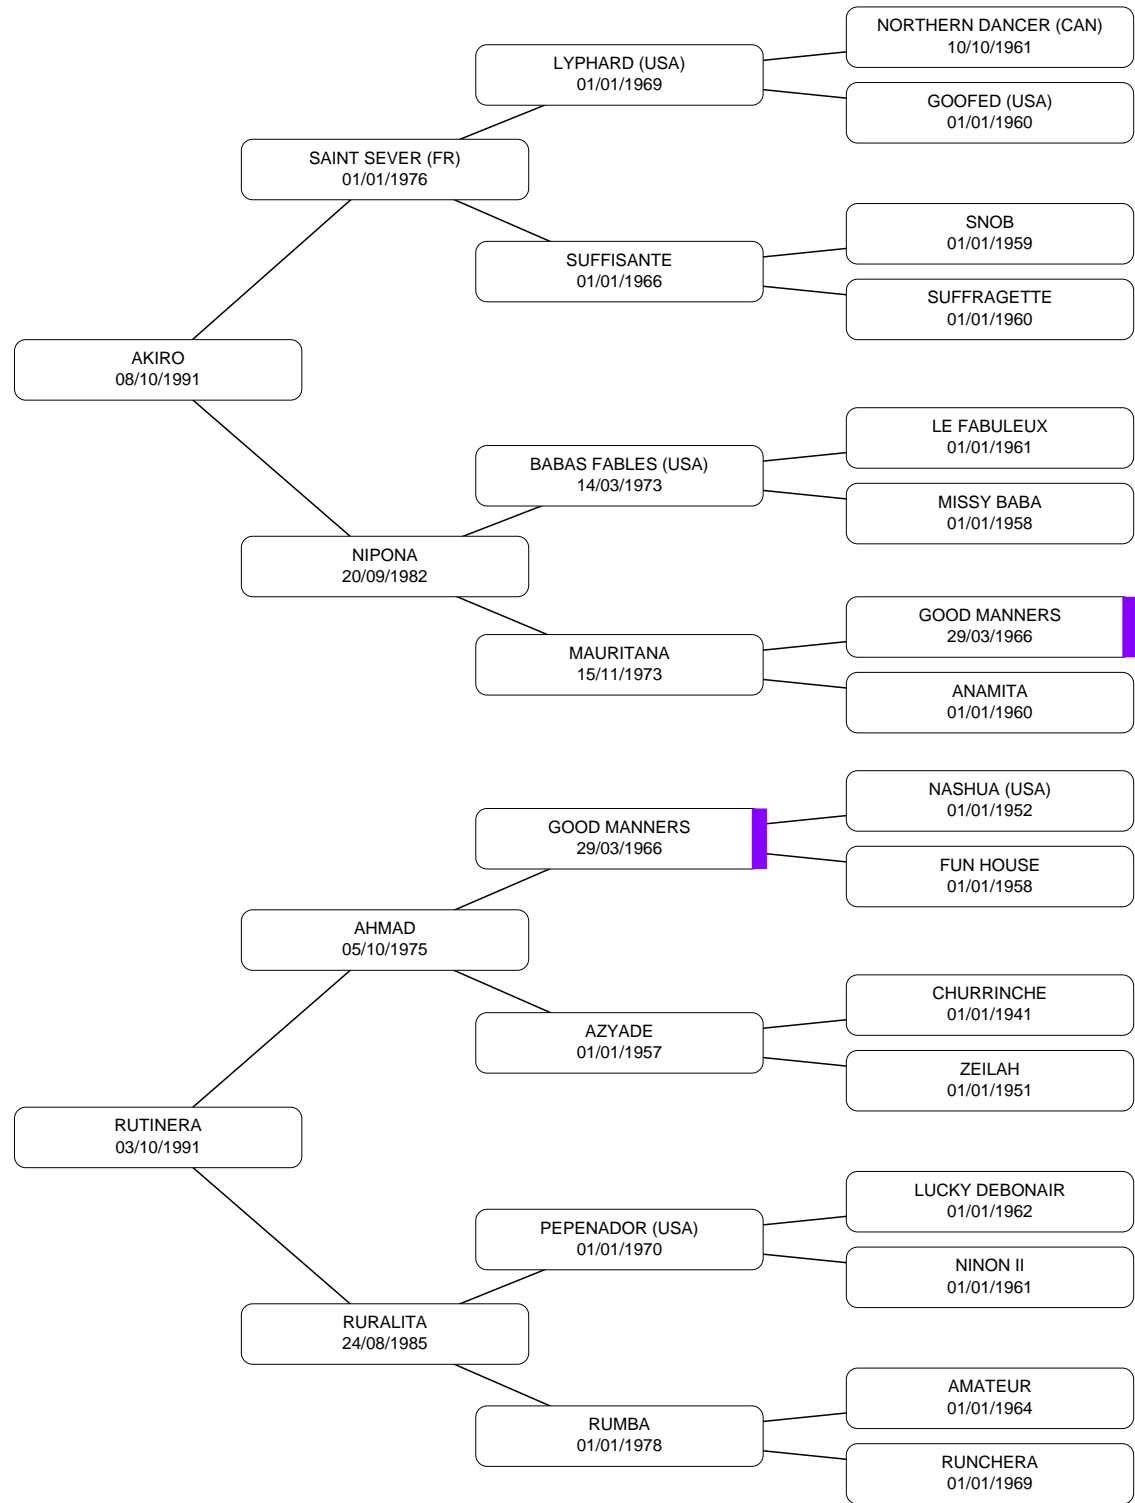 NORTHERN DANCER (CAN)
10/10/1961
LYPHARD (USA)
01/01/1969
GOOFED (USA)
01/01/1960
SAINT SEVER (FR)
01/01/1976
SNOB
01/01/1959
SUFFISANTE
01/01/1966
SUFFRAGETTE
01/01/1960
AKIRO
08/10/1991
LE FABULEUX
01/01/1961
BABAS FABLES (USA)
14/03/1973
MISSY BABA
01/01/1958
NIPONA
20/09/1982
GOOD MANNERS
29/03/1966
MAURITANA
15/11/1973
ANAMITA
01/01/1960
NASHUA (USA)
01/01/1952
GOOD MANNERS
29/03/1966
FUN HOUSE
01/01/1958
AHMAD
05/10/1975
CHURRINCHE
01/01/1941
AZYADE
01/01/1957
ZEILAH
01/01/1951
RUTINERA
03/10/1991
LUCKY DEBONAIR
01/01/1962
PEPENADOR (USA)
01/01/1970
NINON II
01/01/1961
RURALITA
24/08/1985
AMATEUR
01/01/1964
RUMBA
01/01/1978
RUNCHERA
01/01/1969